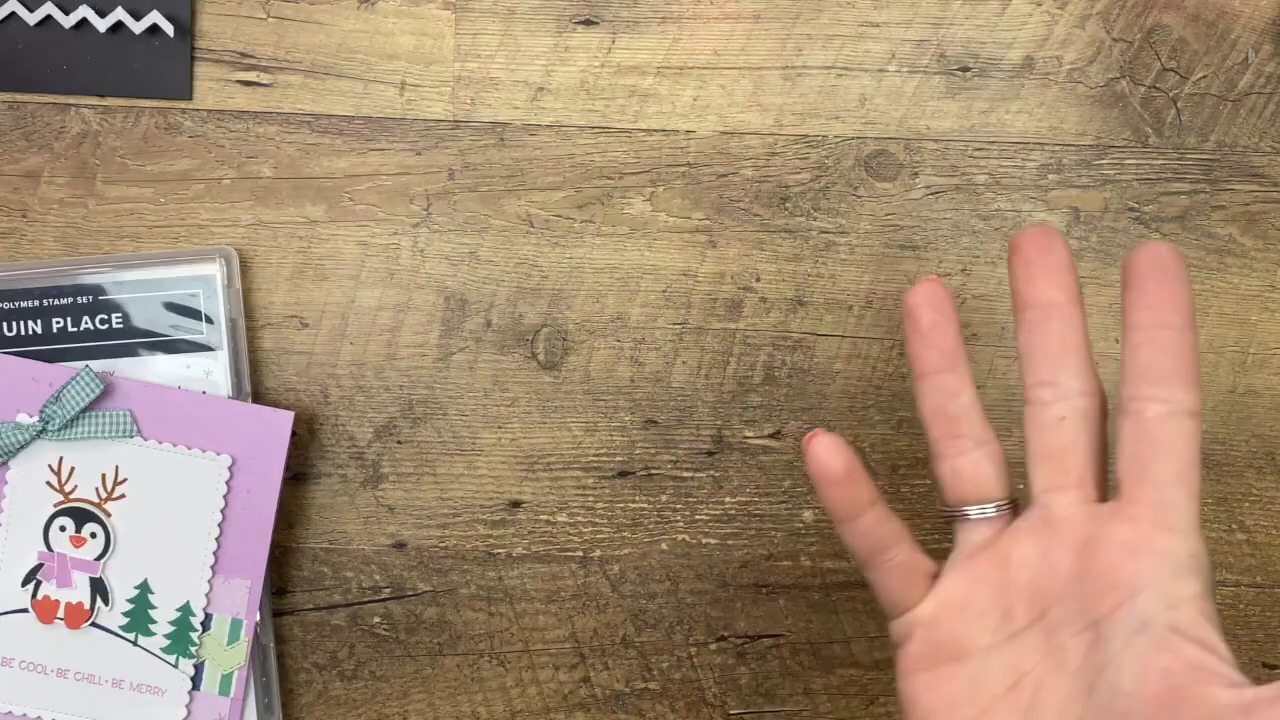 POLYMER STAMP SET
UIN PLACE
BE COOL • BE CHILL • BE MERRY